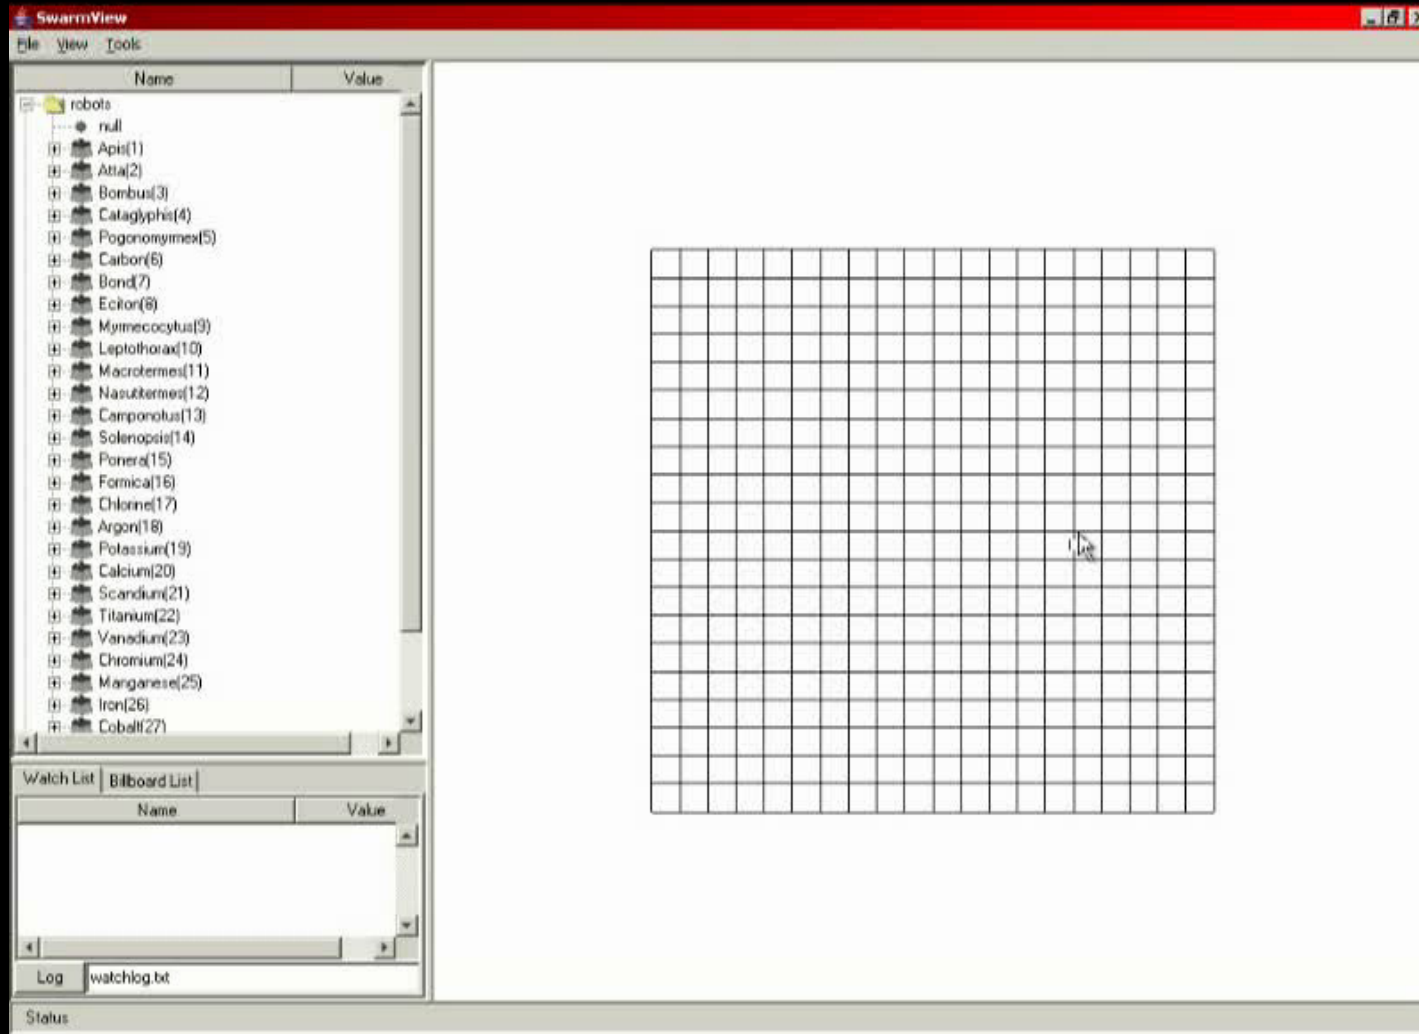 SwarmView
File View Tools
Name Value
robots
null
Apis(1)
Atta(2)
Bombus(3)
Cataglyphis(4)
Pogonomyrmex(5)
Carbon(6)
Bond(7)
Eciton(8)
Myrmecocytus(9)
Leptothorax(10)
Macrotermes(11)
Nasutitermes(12)
Camponotus(13)
Solenopsis(14)
Ponera(15)
Formica(16)
Chlorine(17)
Argon(18)
Potassium(19)
Calcium(20)
Scandium(21)
Titanium(22)
Vanadium(23)
Chromium(24)
Manganese(25)
Iron(26)
Cobalt(27)
Watch List Billboard List
Name Value
Log watchlog.txt
Status